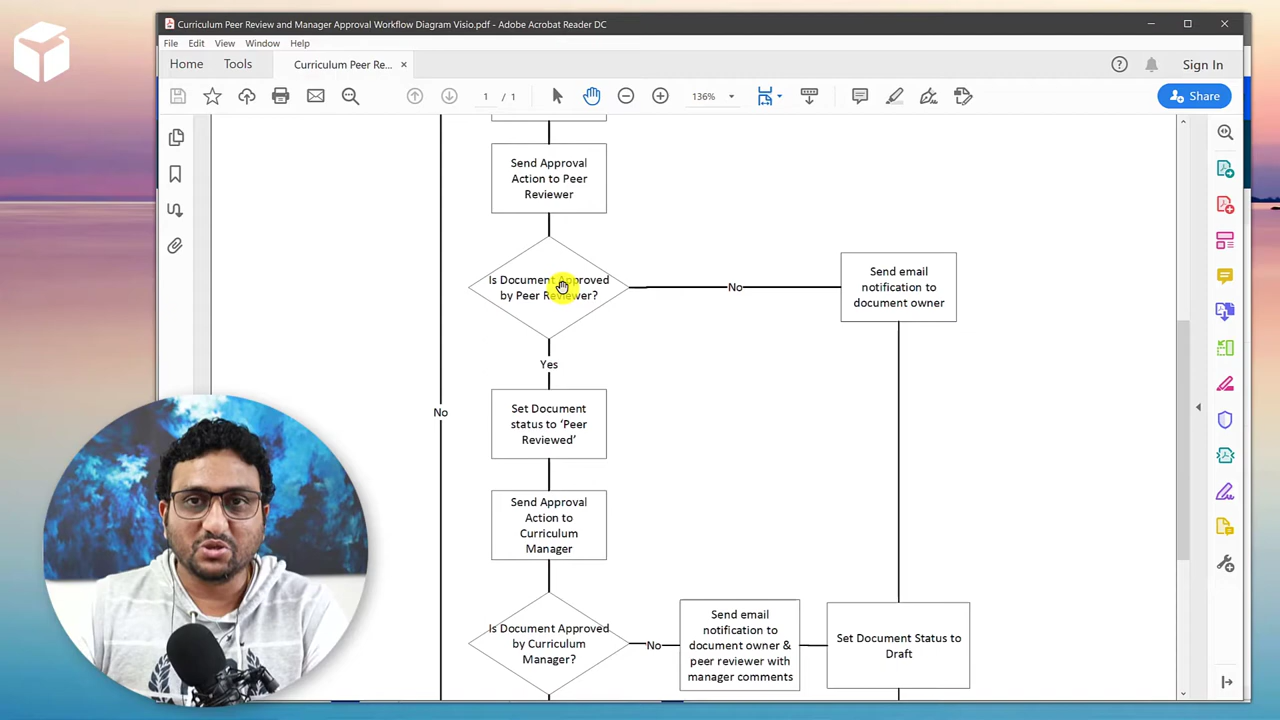 Curriculum Peer Review and Manager Approval Workflow Diagram Visio.pdf - Adobe Acrobat Reader DC
File Edit View Window Help
Home Tools Curriculum Peer Re... × Sign In
1 / 1 136% Share
Send Approval
Action to Peer
Reviewer
Is Document Approved
by Peer Reviewer?
No
Send email
notification to
document owner
Yes
No
Set Document
status to ‘Peer
Reviewed’
Send Approval
Action to
Curriculum
Manager
Is Document Approved
by Curriculum
Manager?
No
Send email
notification to
document owner &
peer reviewer with
manager comments
Set Document Status to
Draft